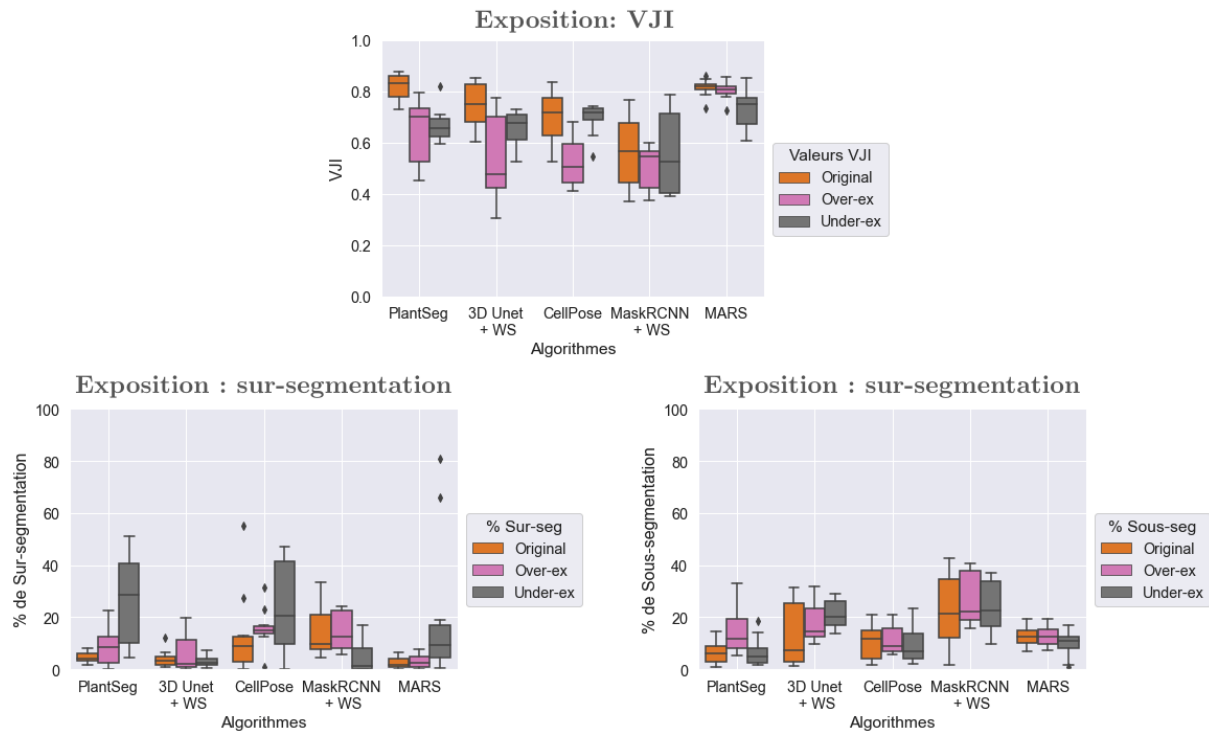 Exposition: VJI
1.0
0.8
0.6
0.4
0.2
0.0
VJI
PlantSeg
3D Unet
+ WS
CellPose
MaskRCNN
+ WS
MARS
Algorithmes
Valeurs VJI
Original
Over-ex
Under-ex
Exposition : sur-segmentation
100
80
60
40
20
0
% de Sur-segmentation
PlantSeg
3D Unet
+ WS
CellPose
MaskRCNN
+ WS
MARS
Algorithmes
% Sur-seg
Original
Over-ex
Under-ex
Exposition : sur-segmentation
100
80
60
40
20
0
% de Sous-segmentation
PlantSeg
3D Unet
+ WS
CellPose
MaskRCNN
+ WS
MARS
Algorithmes
% Sous-seg
Original
Over-ex
Under-ex